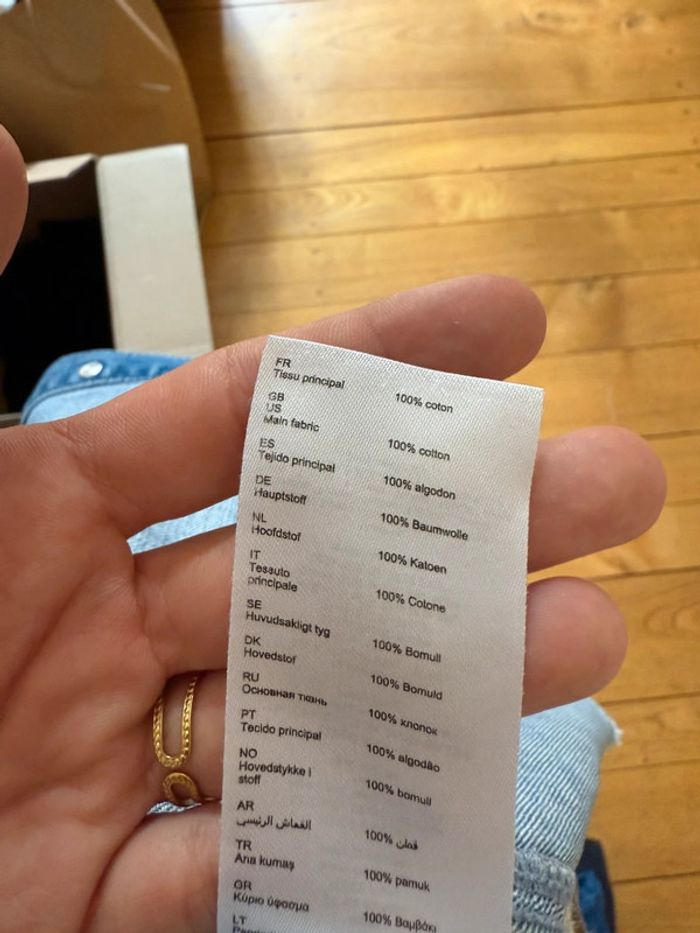 FR
Tissu principal 100% coton
GB
US
Main fabric 100% cotton
ES
Tejido principal 100% algodon
DE
Hauptstoff 100% Baumwolle
NL
Hoofdstof 100% Katoen
IT
Tessuto
principale 100% Cotone
SE
Huvudsakligt tyg 100% Bomull
DK
Hovedstof 100% Bomuld
RU
Основная ткань 100% хлопок
PT
Tecido principal 100% algodão
NO
Hovedstykke i
stoff 100% bomull
AR
القماش الرئيسي 100% قطن
TR
Ana kumaş 100% pamuk
GR
Κύριο ύφασμα 100% Βαμβάκι
LT